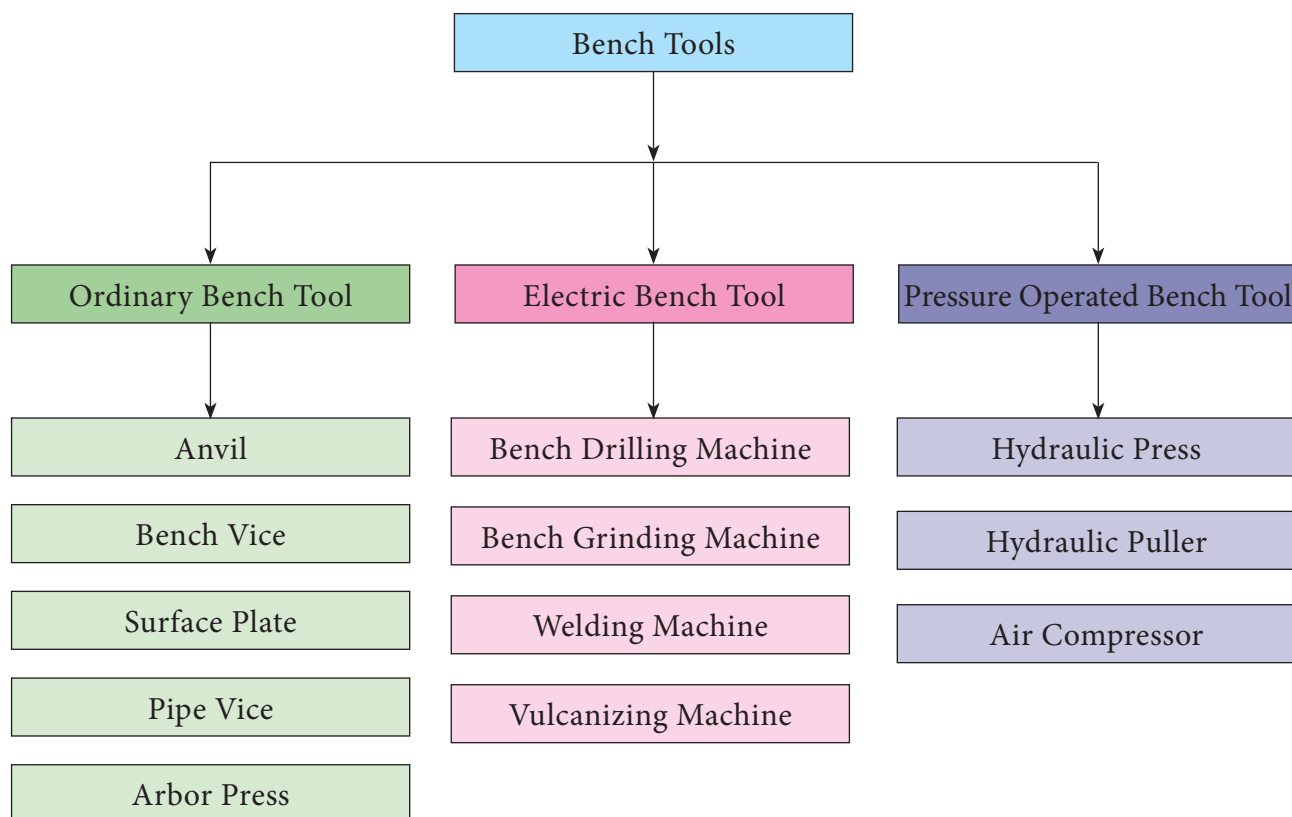 Bench Tools
Ordinary Bench Tool
Electric Bench Tool
Pressure Operated Bench Tool
Anvil
Bench Vice
Surface Plate
Pipe Vice
Arbor Press
Bench Drilling Machine
Bench Grinding Machine
Welding Machine
Vulcanizing Machine
Hydraulic Press
Hydraulic Puller
Air Compressor